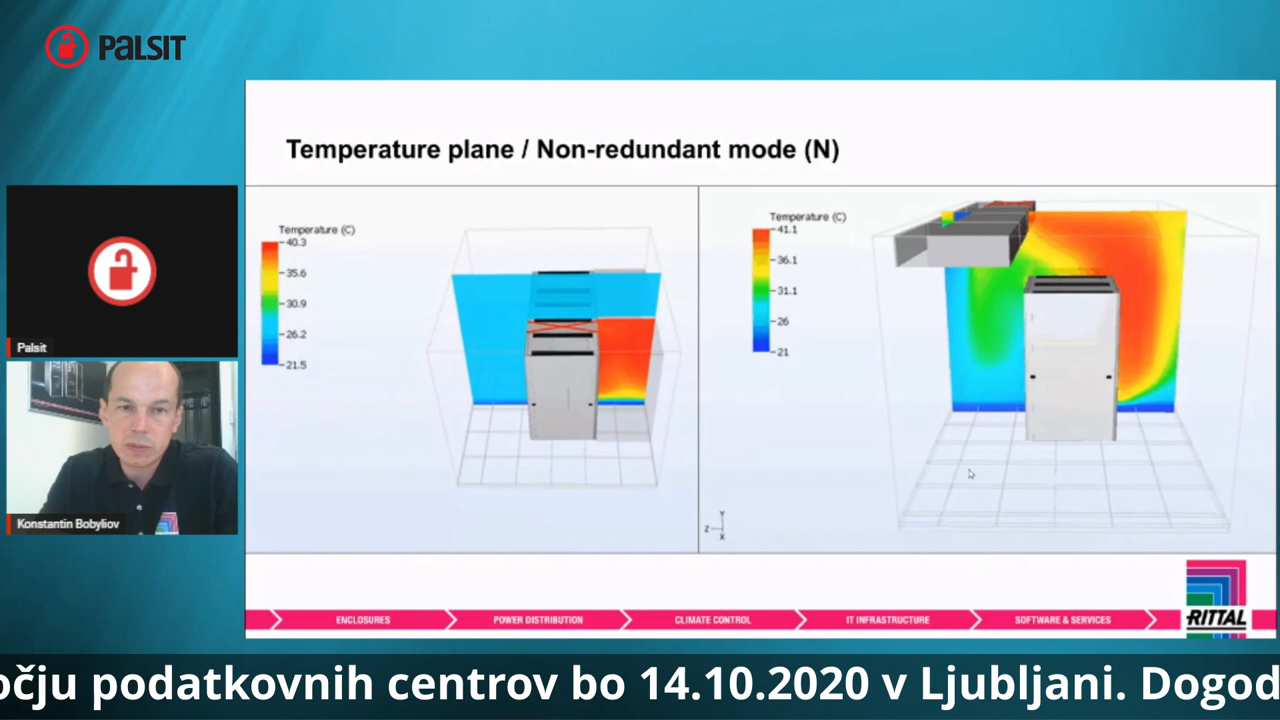 PALSIT
Temperature plane / Non-redundant mode (N)
Temperature (C)
40.3
35.6
30.9
26.2
21.5
Temperature (C)
41.1
36.1
31.1
26
21
Y
Z
X
Palsit
Konstantin Bobyliov
ENCLOSURES
POWER DISTRIBUTION
CLIMATE CONTROL
IT INFRASTRUCTURE
SOFTWARE & SERVICES
RITTAL
očju podatkovnih centrov bo 14.10.2020 v Ljubljani. Dogod